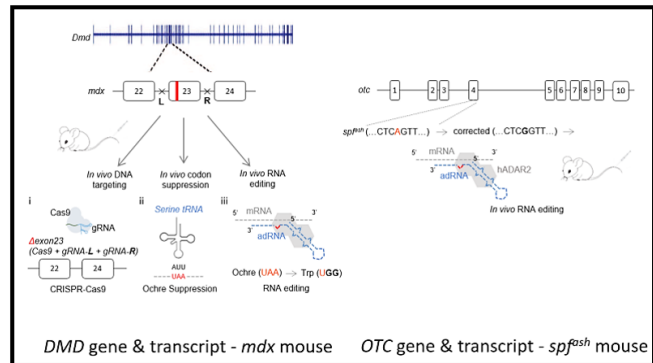 Dmd
mdx 22 23 24
L R
In vivo DNA targeting
In vivo codon suppression
In vivo RNA editing
i
Cas9
gRNA
Δexon23
(Cas9 + gRNA-L + gRNA-R)
22 24
CRISPR-Cas9
ii
Serine tRNA
AUU
UAA
Ochre Suppression
iii
mRNA 5' 3'
5'
3'
adRNA
Ochre (UAA) → Trp (UGG)
RNA editing
DMD gene & transcript - mdx mouse
otc 1 2 3 4 5 6 7 8 9 10
spfash (...CTCAGTT...) → corrected (...CTCGGTT...) →
5' 3'
mRNA
5'
hADAR2
3'
adRNA
In vivo RNA editing
OTC gene & transcript - spfash mouse